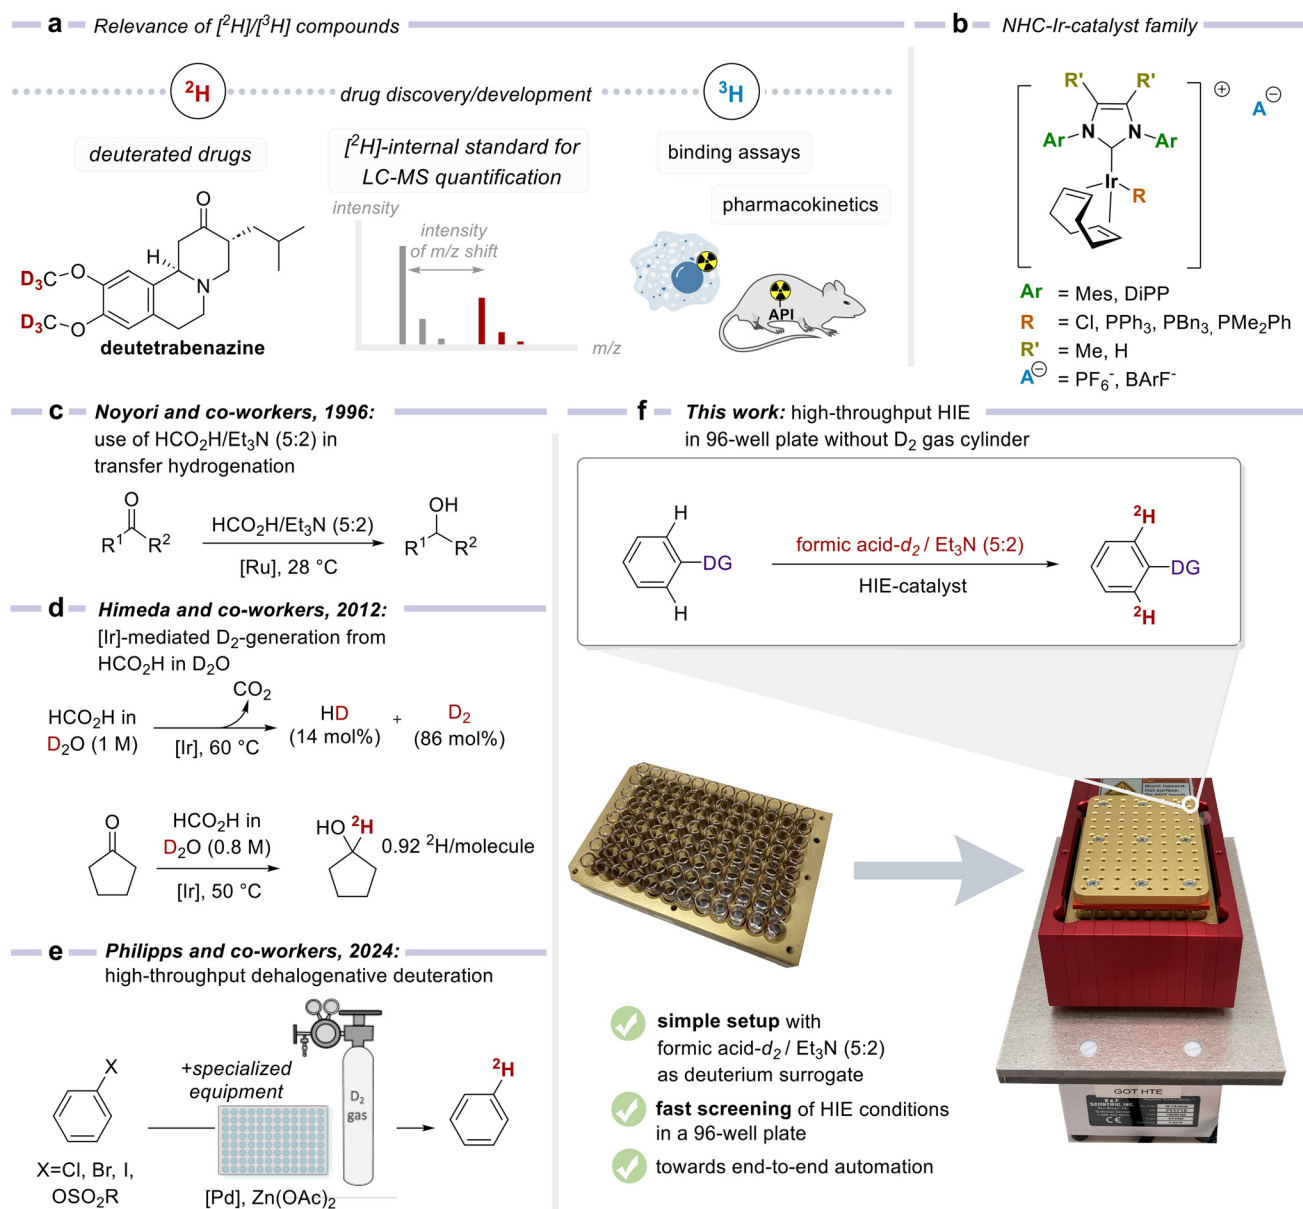 a Relevance of [²H]/[³H] compounds
²H
drug discovery/development
³H
deuterated drugs
[²H]-internal standard for
LC-MS quantification
binding assays
pharmacokinetics
intensity
intensity
of m/z shift
m/z
O
H
N
D₃C
O
D₃C
O
deutetrabenazine
API
b NHC-Ir-catalyst family
R' R'
Ar N N Ar
Ir
R
⊕
A⊖
Ar = Mes, DiPP
R = Cl, PPh₃, PBn₃, PMe₂Ph
R' = Me, H
A⊖ = PF₆⁻, BArF⁻
c Noyori and co-workers, 1996:
use of HCO₂H/Et₃N (5:2) in
transfer hydrogenation
O
R¹ R²
HCO₂H/Et₃N (5:2)
[Ru], 28 °C
OH
R¹ R²
d Himeda and co-workers, 2012:
[Ir]-mediated D₂-generation from
HCO₂H in D₂O
HCO₂H in
D₂O (1 M)
CO₂
[Ir], 60 °C
HD
(14 mol%)
+
D₂
(86 mol%)
O
HCO₂H in
D₂O (0.8 M)
[Ir], 50 °C
HO ²H
0.92 ²H/molecule
e Philipps and co-workers, 2024:
high-throughput dehalogenative deuteration
X
X=Cl, Br, I,
OSO₂R
+specialized
equipment
D₂
gas
[Pd], Zn(OAc)₂
²H
f This work: high-throughput HIE
in 96-well plate without D₂ gas cylinder
H
DG
H
formic acid-d₂ / Et₃N (5:2)
HIE-catalyst
²H
DG
²H
simple setup with
formic acid-d₂ / Et₃N (5:2)
as deuterium surrogate
fast screening of HIE conditions
in a 96-well plate
towards end-to-end automation
GOT HTE
SCIENTIFIC, INC.
CE